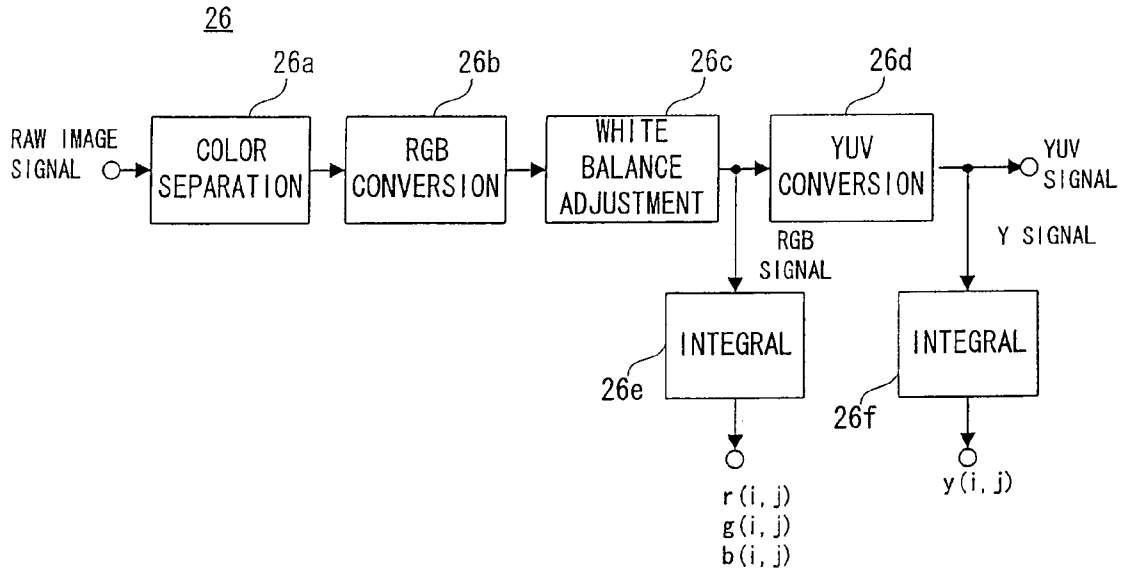 26
26a
26b
26c
26d
RAW IMAGE
SIGNAL
COLOR
SEPARATION
RGB
CONVERSION
WHITE
BALANCE
ADJUSTMENT
YUV
CONVERSION
YUV
SIGNAL
RGB
SIGNAL
Y SIGNAL
INTEGRAL
INTEGRAL
26e
26f
r(i,j)
g(i,j)
b(i,j)
y(i,j)